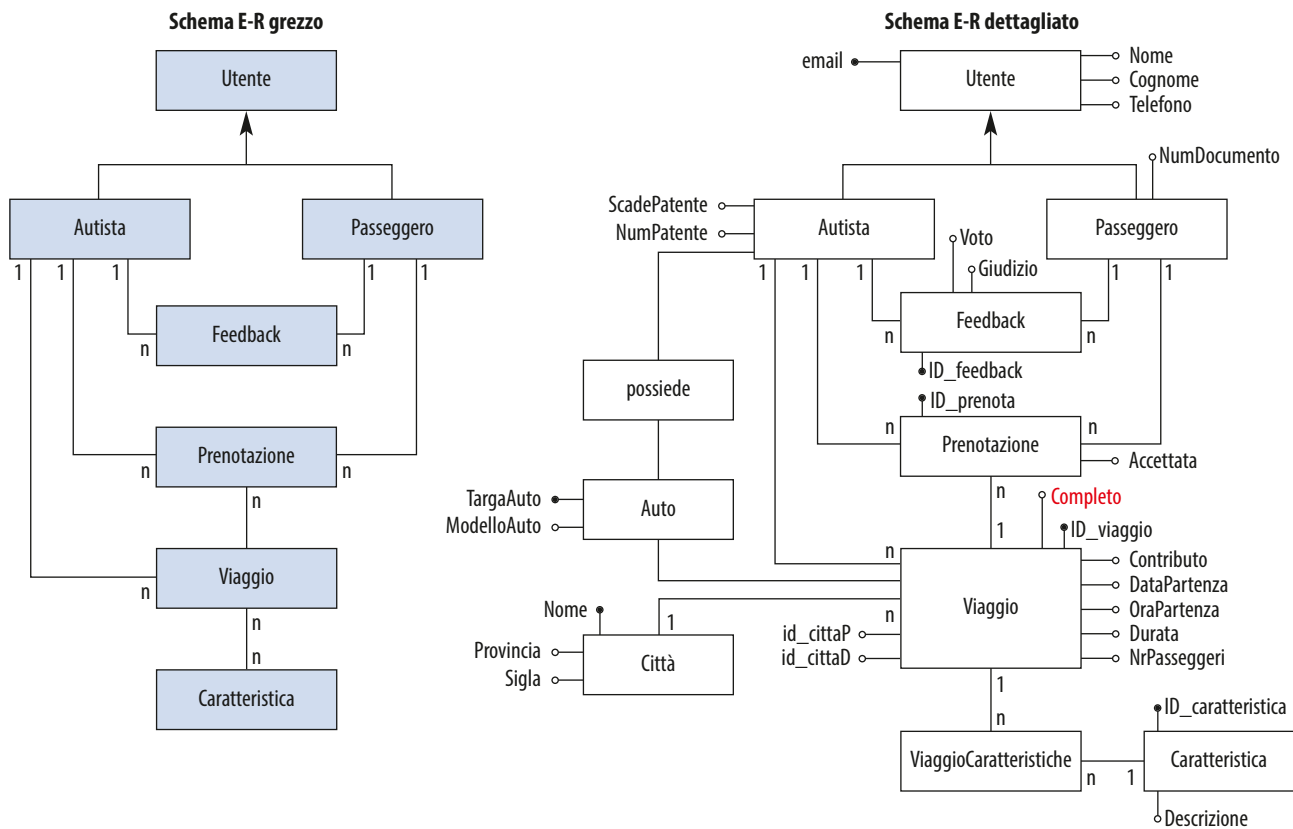 Schema E-R grezzo
Utente
Autista
Passeggero
1
1
1
1
1
Feedback
n
n
Prenotazione
n
n
n
Viaggio
n
n
n
Caratteristica
Schema E-R dettagliato
email
Utente
Nome
Cognome
Telefono
NumDocumento
ScadePatente
NumPatente
Autista
Passeggero
Voto
Giudizio
1
1
1
1
1
Feedback
n
n
ID_feedback
possiede
ID_prenota
n
n
Prenotazione
Accettata
TargaAuto
ModelloAuto
Auto
n
Completo
1
ID_viaggio
n
Contributo
DataPartenza
Viaggio
OraPartenza
Durata
NrPasseggeri
Nome
n
1
id_cittaP
id_cittaD
Provincia
Sigla
Città
1
n
ID_caratteristica
ViaggioCaratteristiche
n
1
Caratteristica
Descrizione